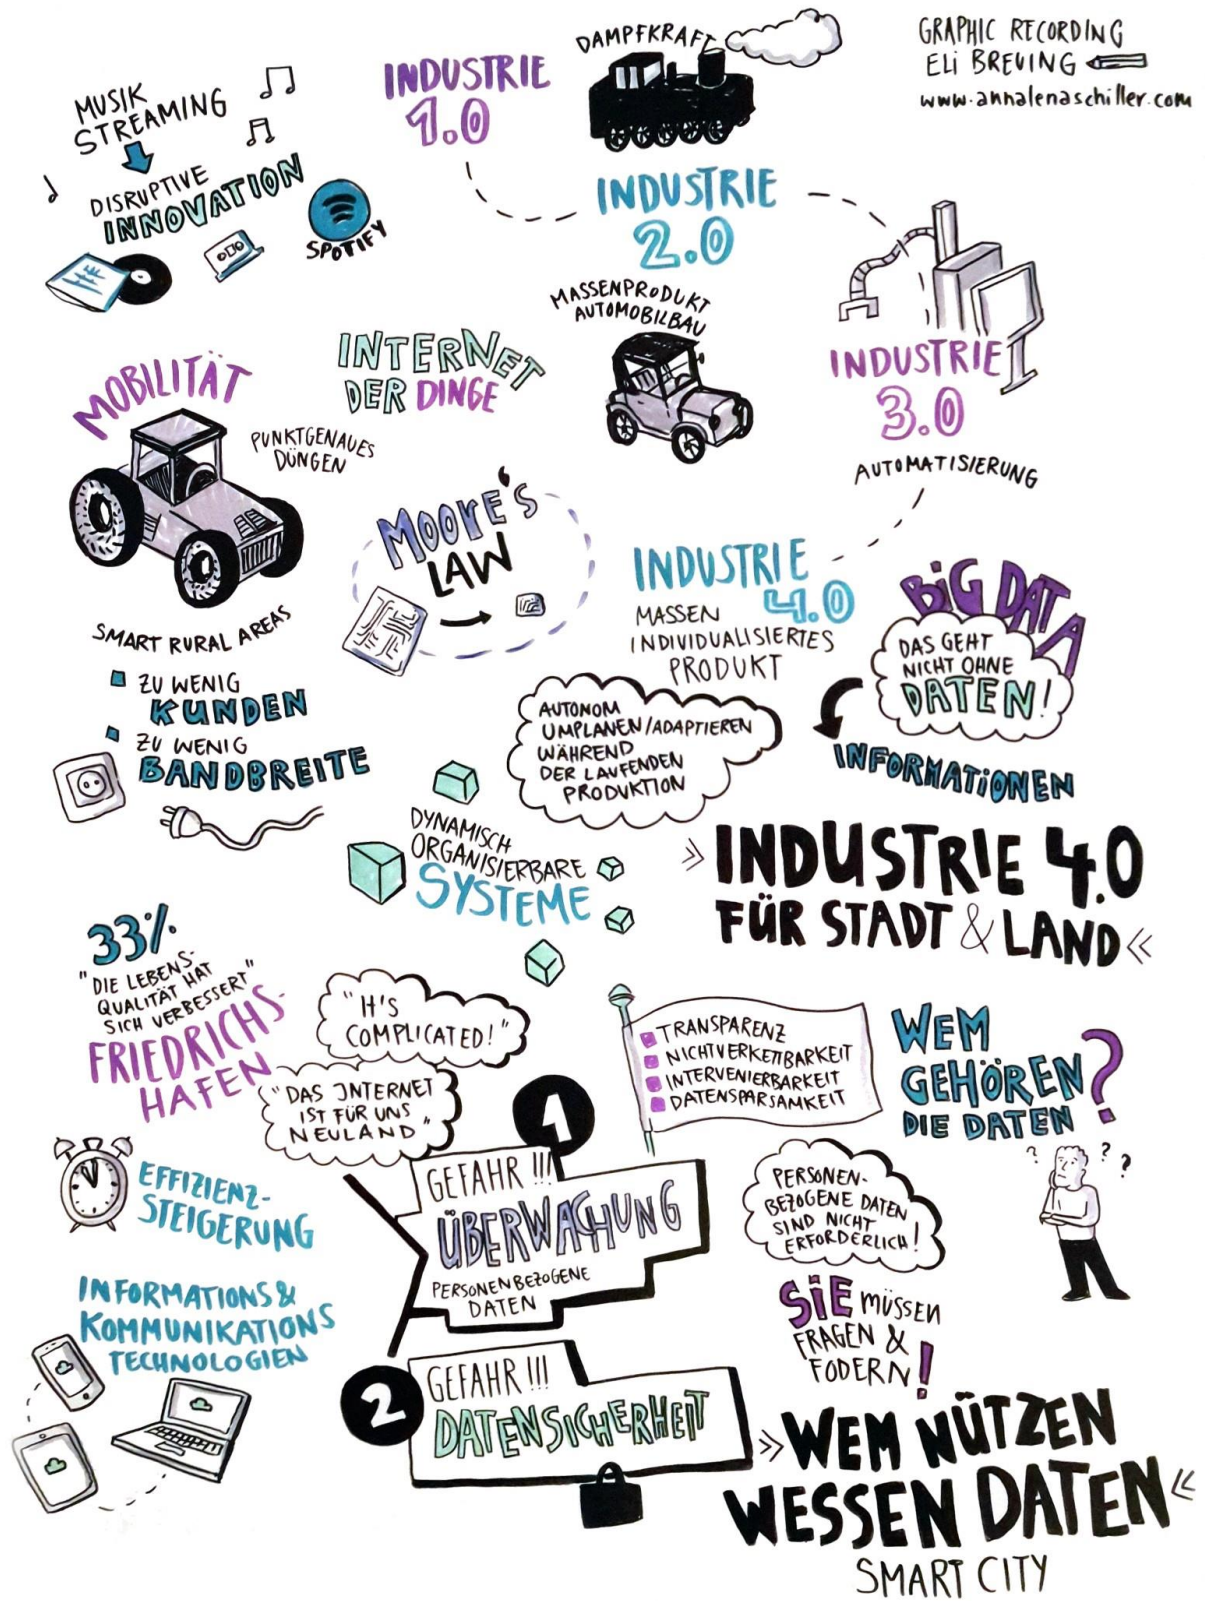 GRAPHIC RECORDING
ELI BREUING
www.annalenaschiller.com
DAMPFKRAFT
INDUSTRIE
1.0
MUSIK
STREAMING
DISRUPTIVE
INNOVATION
SPOTIFY
INDUSTRIE
2.0
MASSENPRODUKT
AUTOMOBILBAU
INDUSTRIE
3.0
AUTOMATISIERUNG
INTERNET
DER DINGE
MOBILITÄT
PUNKTGENAUES
DÜNGEN
SMART RURAL AREAS
ZU WENIG
KUNDEN
ZU WENIG
BANDBREITE
MOORE'S
LAW
INDUSTRIE
4.0
MASSEN
INDIVIDUALISIERTES
PRODUKT
AUTONOM
UMPLANEN/ADAPTIEREN
WÄHREND
DER LAUFENDEN
PRODUKTION
BIG DATA
DAS GEHT
NICHT OHNE
DATEN!
INFORMATIONEN
DYNAMISCH
ORGANISIERBARE
SYSTEME
»INDUSTRIE 4.0
FÜR STADT & LAND«
33%
"DIE LEBENS-
QUALITÄT HAT
SICH VERBESSERT"
FRIEDRICHS-
HAFEN
"IT'S
COMPLICATED!"
"DAS INTERNET
IST FÜR UNS
NEULAND"
TRANSPARENZ
NICHTVERKETTBARKEIT
INTERVENIERBARKEIT
DATENSPARSAMKEIT
WEM
GEHÖREN
DIE DATEN?
? ? ?
EFFIZIENZ-
STEIGERUNG
1
GEFAHR !!!
ÜBERWACHUNG
PERSONENBEZOGENE
DATEN
PERSONEN-
BEZOGENE DATEN
SIND NICHT
ERFORDERLICH!
SIE MÜSSEN
FRAGEN &
FODERN!
INFORMATIONS &
KOMMUNIKATIONS
TECHNOLOGIEN
2
GEFAHR !!!
DATENSICHERHEIT
»WEM NÜTZEN
WESSEN DATEN«
SMART CITY